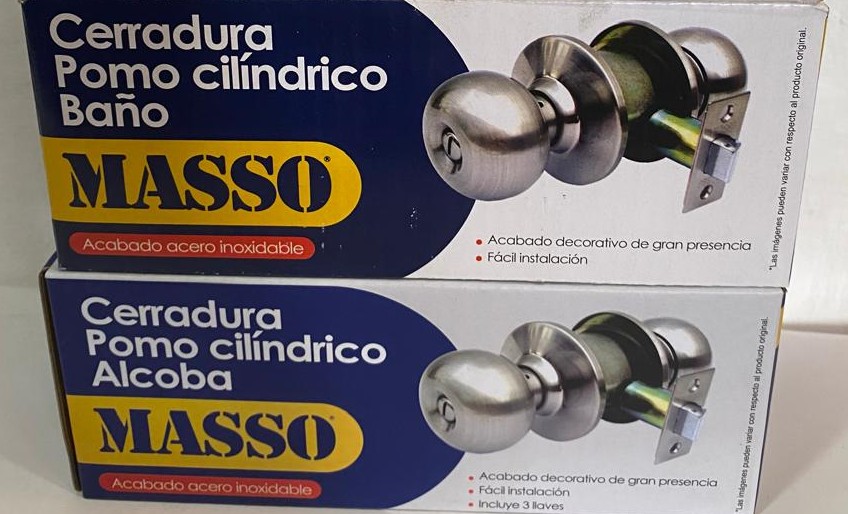 Cerradura
Pomo cilíndrico
Baño
MASSO®
Acabado acero inoxidable
• Acabado decorativo de gran presencia
• Fácil instalación
*Las imágenes pueden variar con respecto al producto original.
Cerradura
Pomo cilíndrico
Alcoba
MASSO®
Acabado acero inoxidable
• Acabado decorativo de gran presencia
• Fácil instalación
• Incluye 3 llaves
*Las imágenes pueden variar con respecto al producto original.